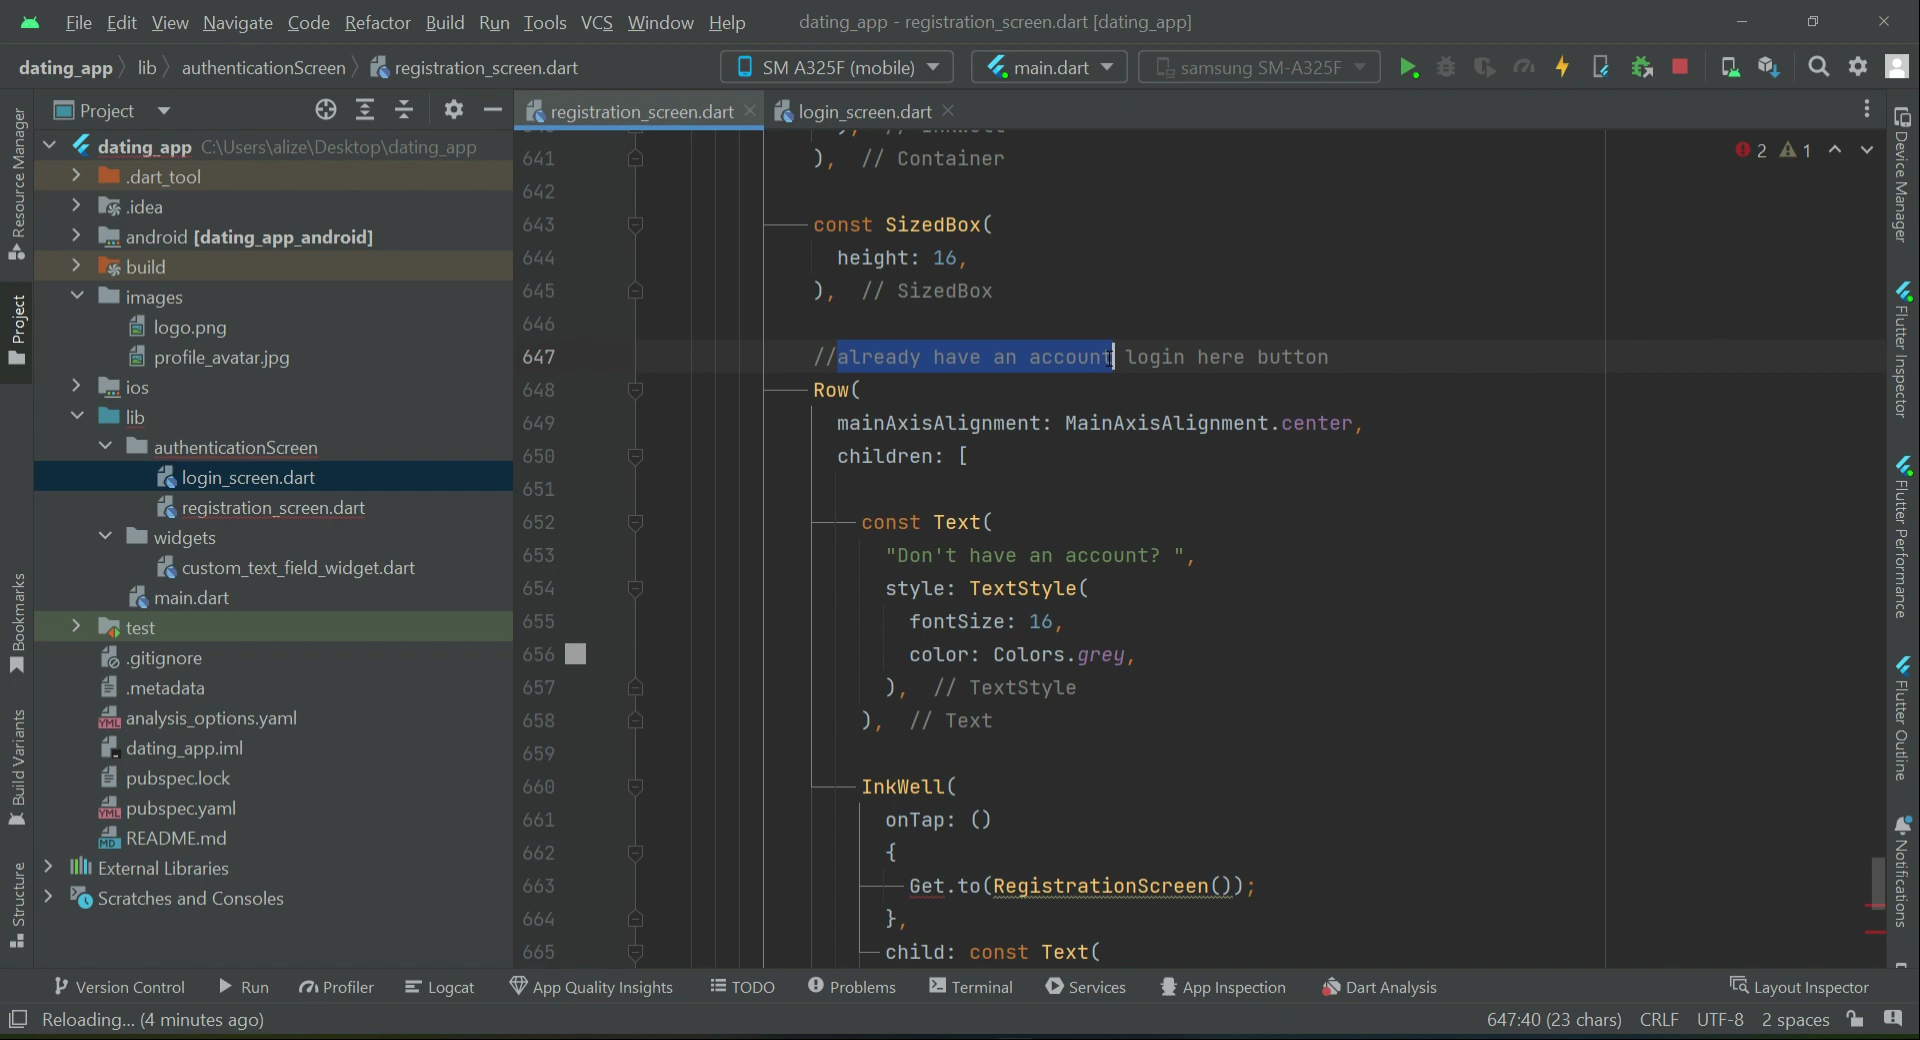 File Edit View Navigate Code Refactor Build Run Tools VCS Window Help dating_app - registration_screen.dart [dating_app]
dating_app lib authenticationScreen registration_screen.dart SM A325F (mobile) main.dart samsung SM-A325F
Project
registration_screen.dart login_screen.dart
Resource Manager
Project
Bookmarks
Build Variants
Structure
dating_app C:\Users\alize\Desktop\dating_app
.dart_tool
.idea
android [dating_app_android]
build
images
logo.png
profile_avatar.jpg
ios
lib
authenticationScreen
login_screen.dart
registration_screen.dart
widgets
custom_text_field_widget.dart
main.dart
test
.gitignore
.metadata
analysis_options.yaml
dating_app.iml
pubspec.lock
pubspec.yaml
README.md
External Libraries
Scratches and Consoles
2 1
641 ), // Container
642
643 const SizedBox(
644 height: 16,
645 ), // SizedBox
646
647 //already have an account login here button
648 Row(
649 mainAxisAlignment: MainAxisAlignment.center,
650 children: [
651
652 const Text(
653 "Don't have an account? ",
654 style: TextStyle(
655 fontSize: 16,
656 color: Colors.grey,
657 ), // TextStyle
658 ), // Text
659
660 InkWell(
661 onTap: ()
662 {
663 Get.to(RegistrationScreen());
664 },
665 child: const Text(
Device Manager
Flutter Inspector
Flutter Performance
Flutter Outline
Notifications
Version Control Run Profiler Logcat App Quality Insights TODO Problems Terminal Services App Inspection Dart Analysis Layout Inspector
Reloading... (4 minutes ago) 647:40 (23 chars) CRLF UTF-8 2 spaces